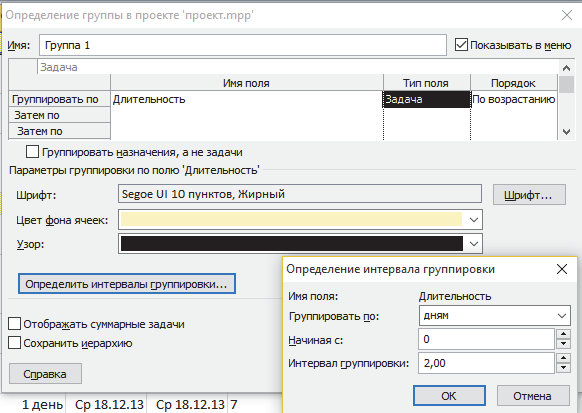 Определение группы в проекте 'проект.mpp'
Имя: Группа 1 Показывать в меню
Задача
Имя поля Тип поля Порядок
Группировать по Длительность Задача По возрастанию
Затем по
Затем по
Группировать назначения, а не задачи
Параметры группировки по полю 'Длительность'
Шрифт: Segoe UI 10 пунктов, Жирный Шрифт...
Цвет фона ячеек:
Узор:
Определить интервалы группировки...
Отображать суммарные задачи
Сохранить иерархию
Справка
Определение интервала группировки
Имя поля: Длительность
Группировать по: дням
Начиная с: 0
Интервал группировки: 2,00
ОК Отмена
1 день Ср 18.12.13 Ср 18.12.13 7